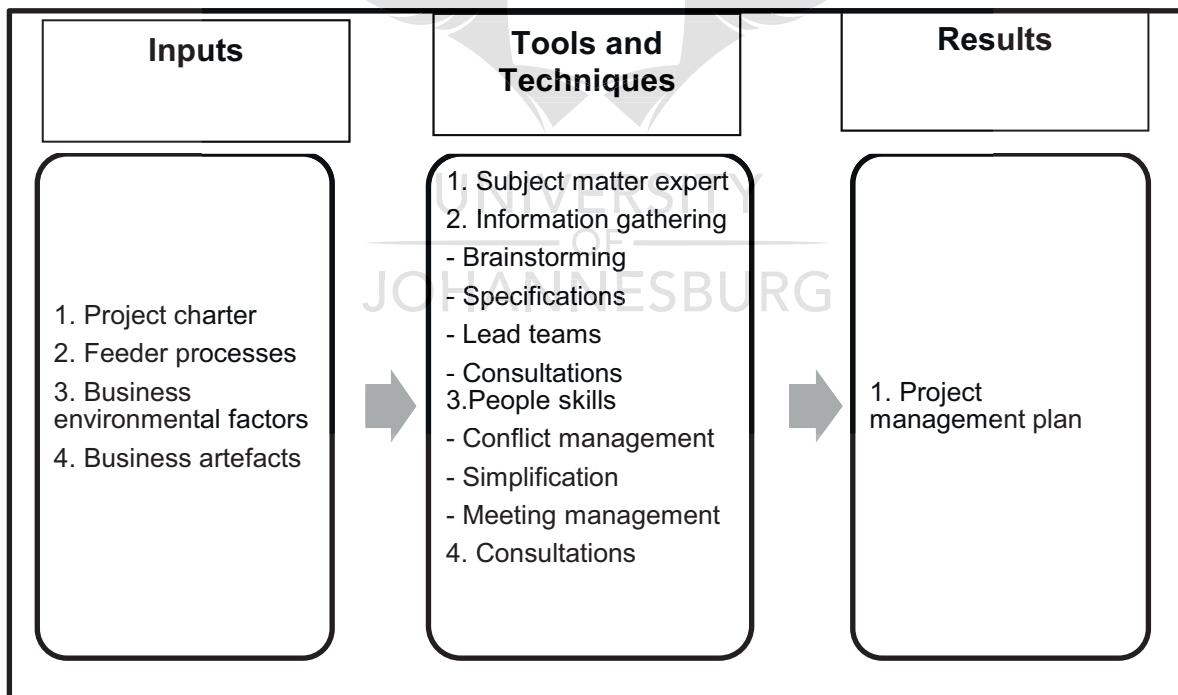 Inputs
1. Project charter
2. Feeder processes
3. Business
environmental factors
4. Business artefacts
Tools and
Techniques
1. Subject matter expert
2. Information gathering
- Brainstorming
- Specifications
- Lead teams
- Consultations
3.People skills
- Conflict management
- Simplification
- Meeting management
4. Consultations
Results
1. Project
management plan
UNIVERSITY
OF
JOHANNESBURG